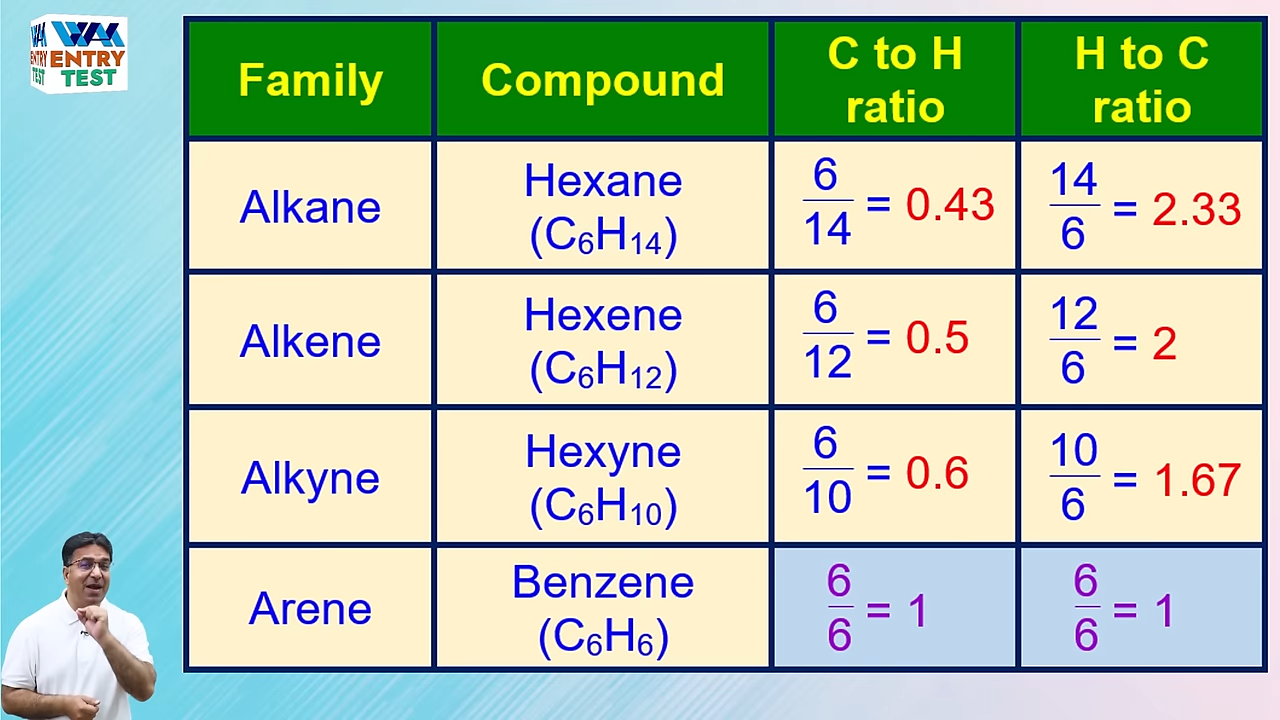 WAK
ENTRY
TEST
Family
Compound
C to H
ratio
H to C
ratio
Alkane
Hexane
(C₆H₁₄)
6/14 = 0.43
14/6 = 2.33
Alkene
Hexene
(C₆H₁₂)
6/12 = 0.5
12/6 = 2
Alkyne
Hexyne
(C₆H₁₀)
6/10 = 0.6
10/6 = 1.67
Arene
Benzene
(C₆H₆)
6/6 = 1
6/6 = 1